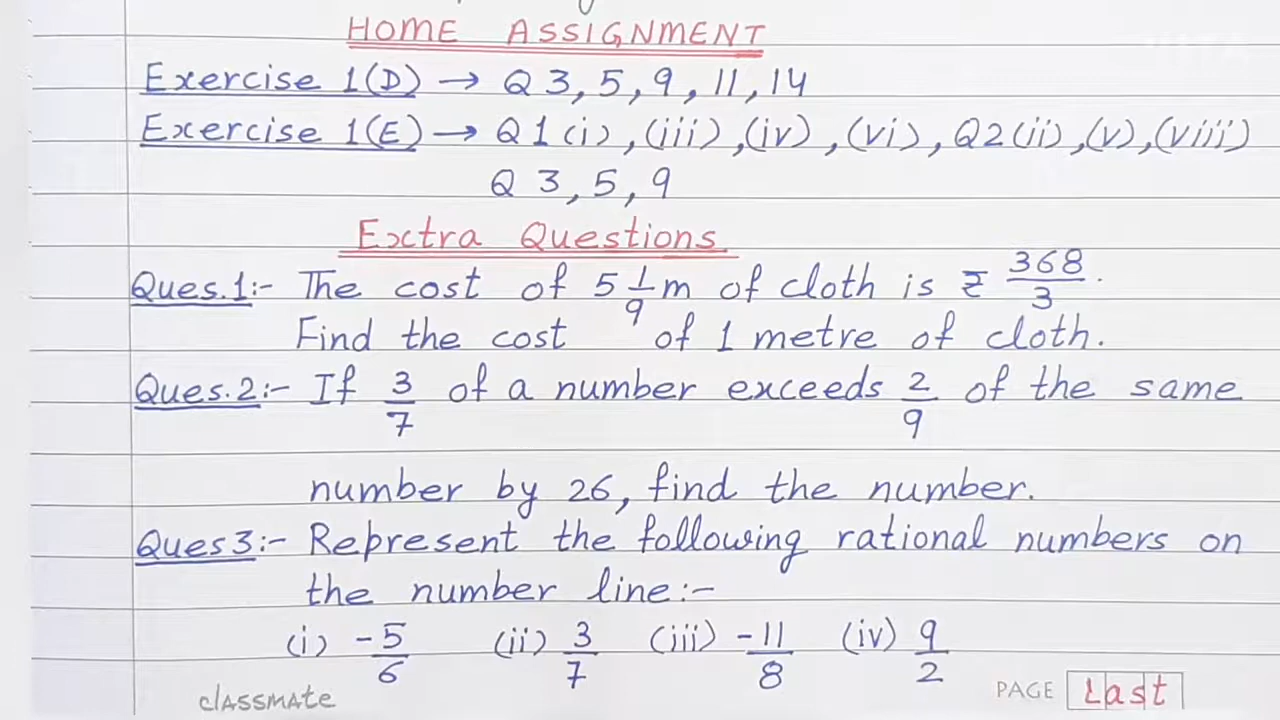 HOME ASSIGNMENT
Exercise 1(D) → Q 3, 5, 9, 11, 14
Exercise 1(E) → Q1(i), (iii), (iv), (vi), Q2(ii), (v), (viii)
Q 3, 5, 9
Extra Questions
Ques.1:- The cost of 5 1/9 m of cloth is ₹ 368/3.
Find the cost of 1 metre of cloth.
Ques.2:- If 3/7 of a number exceeds 2/9 of the same
number by 26, find the number.
Ques3:- Represent the following rational numbers on
the number line:-
(i) -5/6 (ii) 3/7 (iii) -11/8 (iv) 9/2
classmate PAGE Last